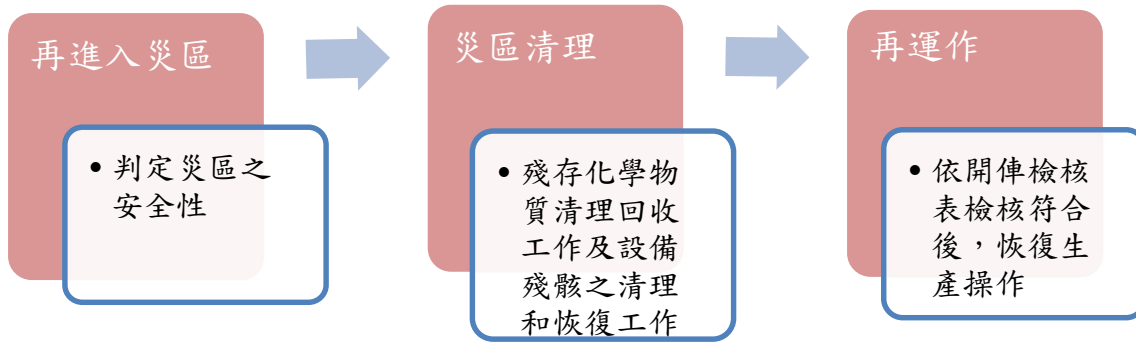 再進入災區
• 判定災區之
安全性
災區清理
• 殘存化學物
質清理回收
工作及設備
殘骸之清理
和恢復工作
再運作
• 依開俥檢核
表檢核符合
後，恢復生
產操作